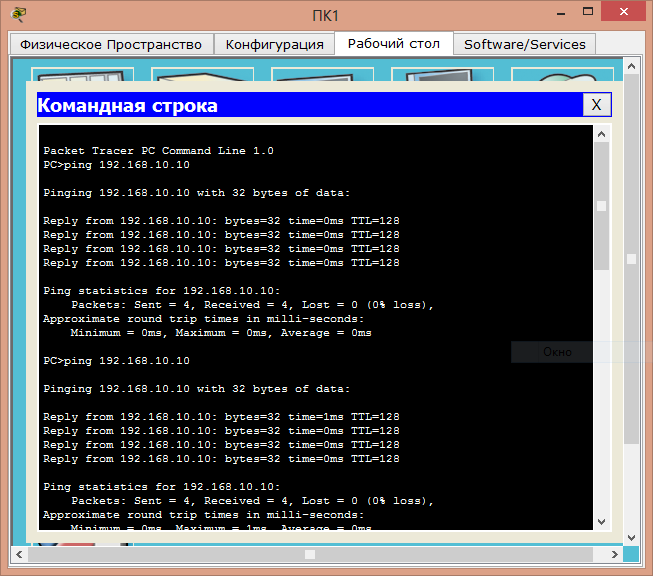 ПК1
Физическое Пространство Конфигурация Рабочий стол Software/Services
Командная строка X
Packet Tracer PC Command Line 1.0
PC>ping 192.168.10.10
Pinging 192.168.10.10 with 32 bytes of data:
Reply from 192.168.10.10: bytes=32 time=0ms TTL=128
Reply from 192.168.10.10: bytes=32 time=0ms TTL=128
Reply from 192.168.10.10: bytes=32 time=0ms TTL=128
Reply from 192.168.10.10: bytes=32 time=0ms TTL=128
Ping statistics for 192.168.10.10:
Packets: Sent = 4, Received = 4, Lost = 0 (0% loss),
Approximate round trip times in milli-seconds:
Minimum = 0ms, Maximum = 0ms, Average = 0ms
PC>ping 192.168.10.10
Окно
Pinging 192.168.10.10 with 32 bytes of data:
Reply from 192.168.10.10: bytes=32 time=1ms TTL=128
Reply from 192.168.10.10: bytes=32 time=0ms TTL=128
Reply from 192.168.10.10: bytes=32 time=0ms TTL=128
Reply from 192.168.10.10: bytes=32 time=0ms TTL=128
Ping statistics for 192.168.10.10:
Packets: Sent = 4, Received = 4, Lost = 0 (0% loss),
Approximate round trip times in milli-seconds:
Minimum = 0ms, Maximum = 1ms, Average = 0ms